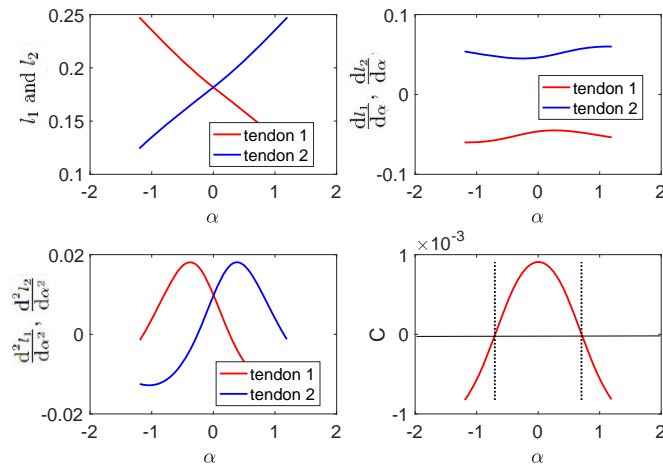 0.25
0.2
0.15
0.1
l₁ and l₂
-2 -1 0 1 2
α
tendon 1
tendon 2
0.1
0
-0.1
dl₁/dα, dl₂/dα
-2 -1 0 1 2
α
tendon 1
tendon 2
0.02
0
-0.02
d²l₁/dα², d²l₂/dα²
-2 -1 0 1 2
α
tendon 1
tendon 2
×10⁻³
1
0
-1
C
-2 -1 0 1 2
α